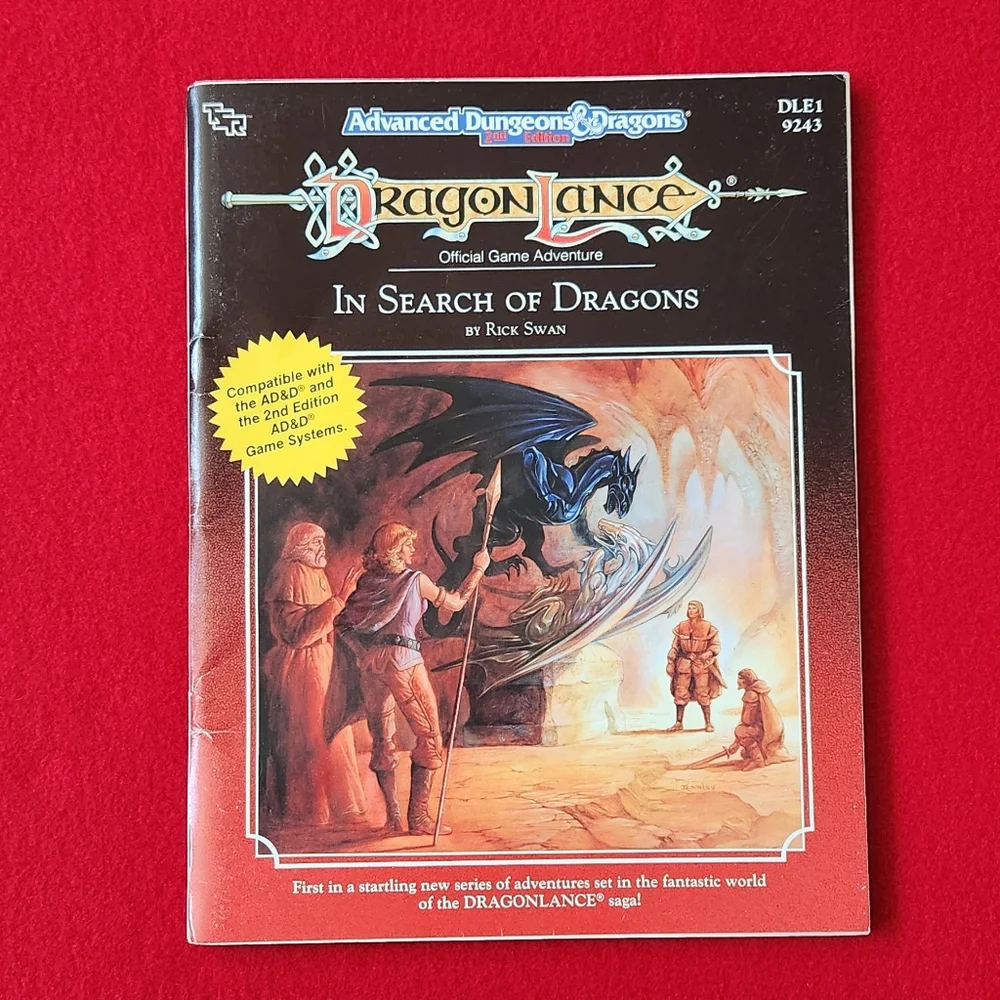 TSR
Advanced Dungeons & Dragons®
2nd Edition
DLE1
9243
DRAGONLANCE®
Official Game Adventure
IN SEARCH OF DRAGONS
BY RICK SWAN
Compatible with
the AD&D® and
the 2nd Edition
AD&D®
Game Systems.
First in a startling new series of adventures set in the fantastic world
of the DRAGONLANCE® saga!